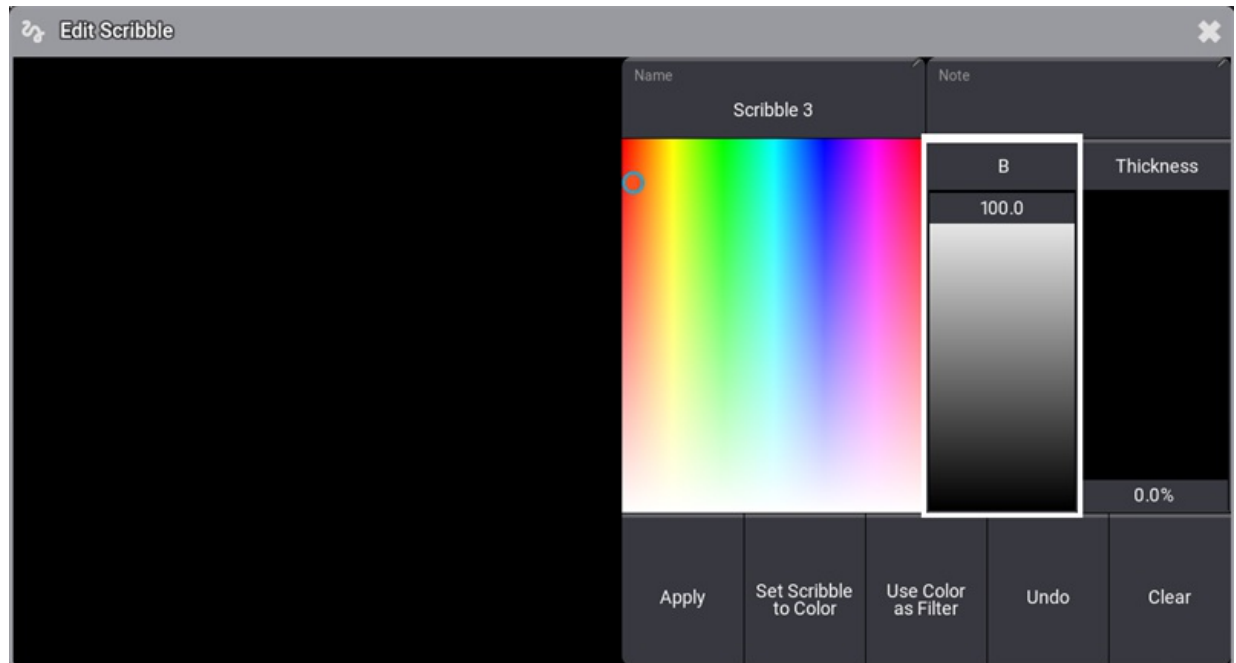 Edit Scribble
Name
Scribble 3
Note
B
Thickness
100.0
0.0%
Apply
Set Scribble
to Color
Use Color
as Filter
Undo
Clear